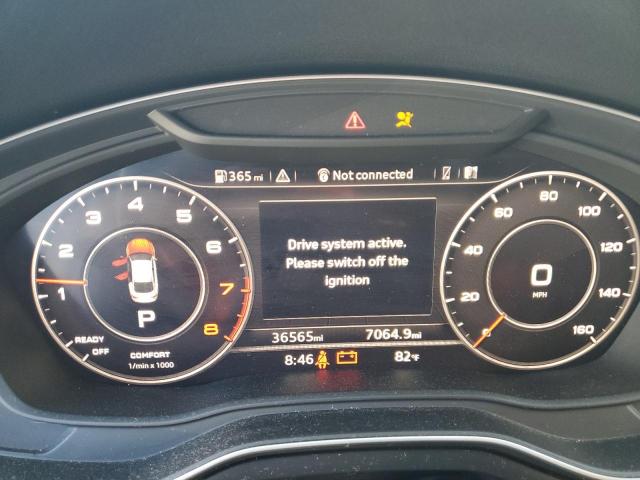 365 mi Not connected
3 4 5
2 6
1 7
8
READY
OFF
P
COMFORT
1/min x 1000
Drive system active.
Please switch off the
ignition
36565mi 7064.9mi
8:46 82°F
60 80 100
40 120
20 140
0 160
0
MPH